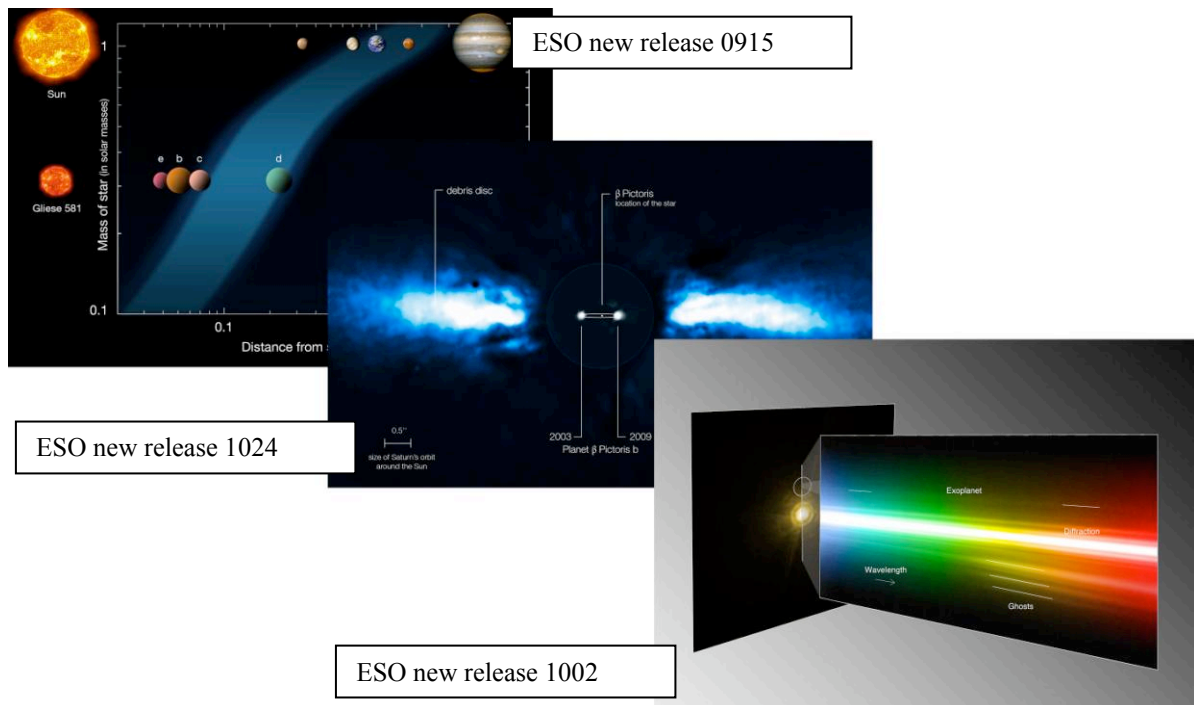 ESO new release 0915
1
Sun
Mass of star (in solar masses)
e b c d
Gliese 581
0.1
0.1
Distance from s
debris disc
β Pictoris
location of the star
ESO new release 1024
0.5"
size of Saturn's orbit
around the Sun
2003 2009
Planet β Pictoris b
Exoplanet
Diffraction
Wavelength
Ghosts
ESO new release 1002